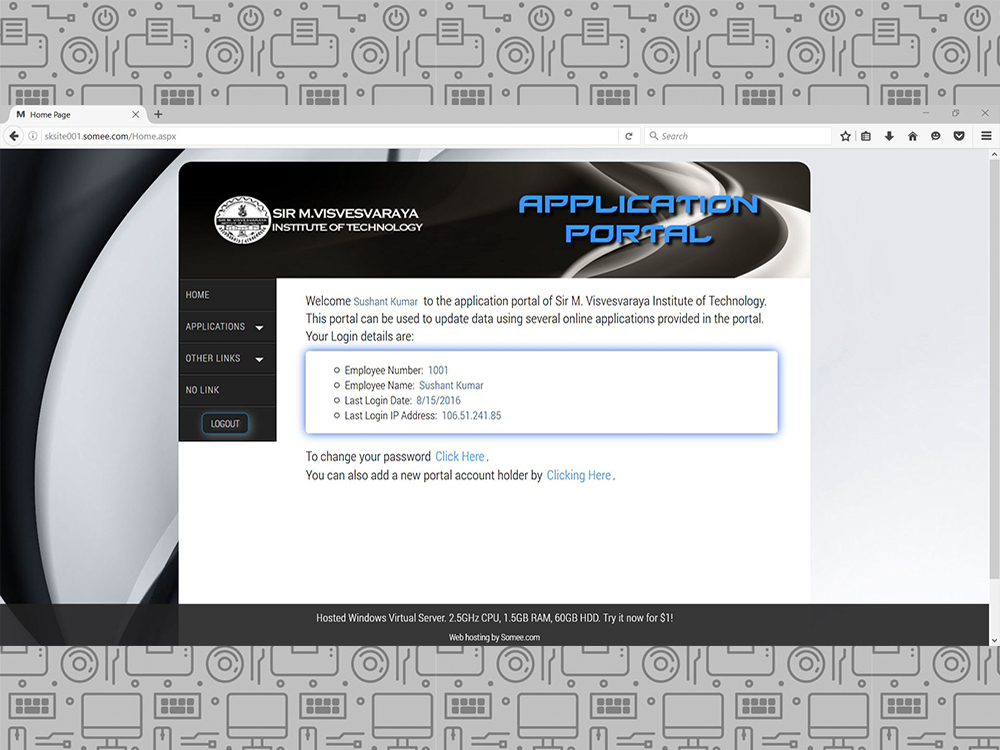 M Home Page
sksite001.somee.com/Home.aspx
Search
SIR M.VISVESVARAYA
INSTITUTE OF TECHNOLOGY
APPLICATION
PORTAL
HOME
APPLICATIONS
OTHER LINKS
NO LINK
LOGOUT
Welcome Sushant Kumar to the application portal of Sir M. Visvesvaraya Institute of Technology.
This portal can be used to update data using several online applications provided in the portal.
Your Login details are:
Employee Number: 1001
Employee Name: Sushant Kumar
Last Login Date: 8/15/2016
Last Login IP Address: 106.51.241.85
To change your password Click Here.
You can also add a new portal account holder by Clicking Here.
Hosted Windows Virtual Server. 2.5GHz CPU, 1.5GB RAM, 60GB HDD. Try it now for $1!
Web hosting by Somee.com